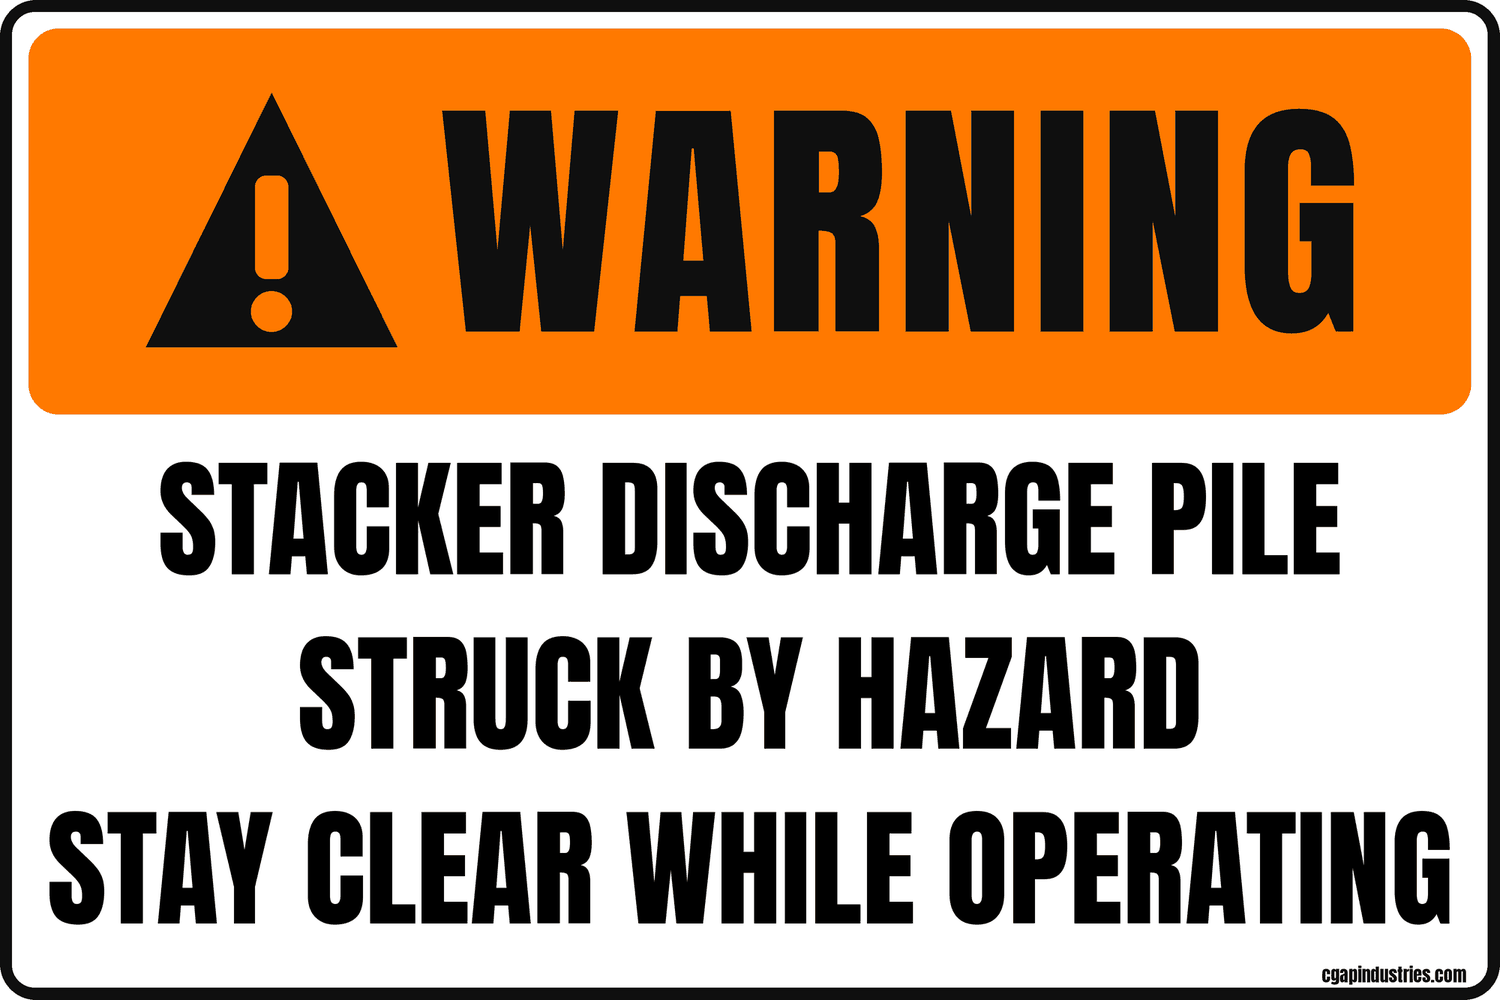 WARNING
STACKER DISCHARGE PILE
STRUCK BY HAZARD
STAY CLEAR WHILE OPERATING
cgapindustries.com